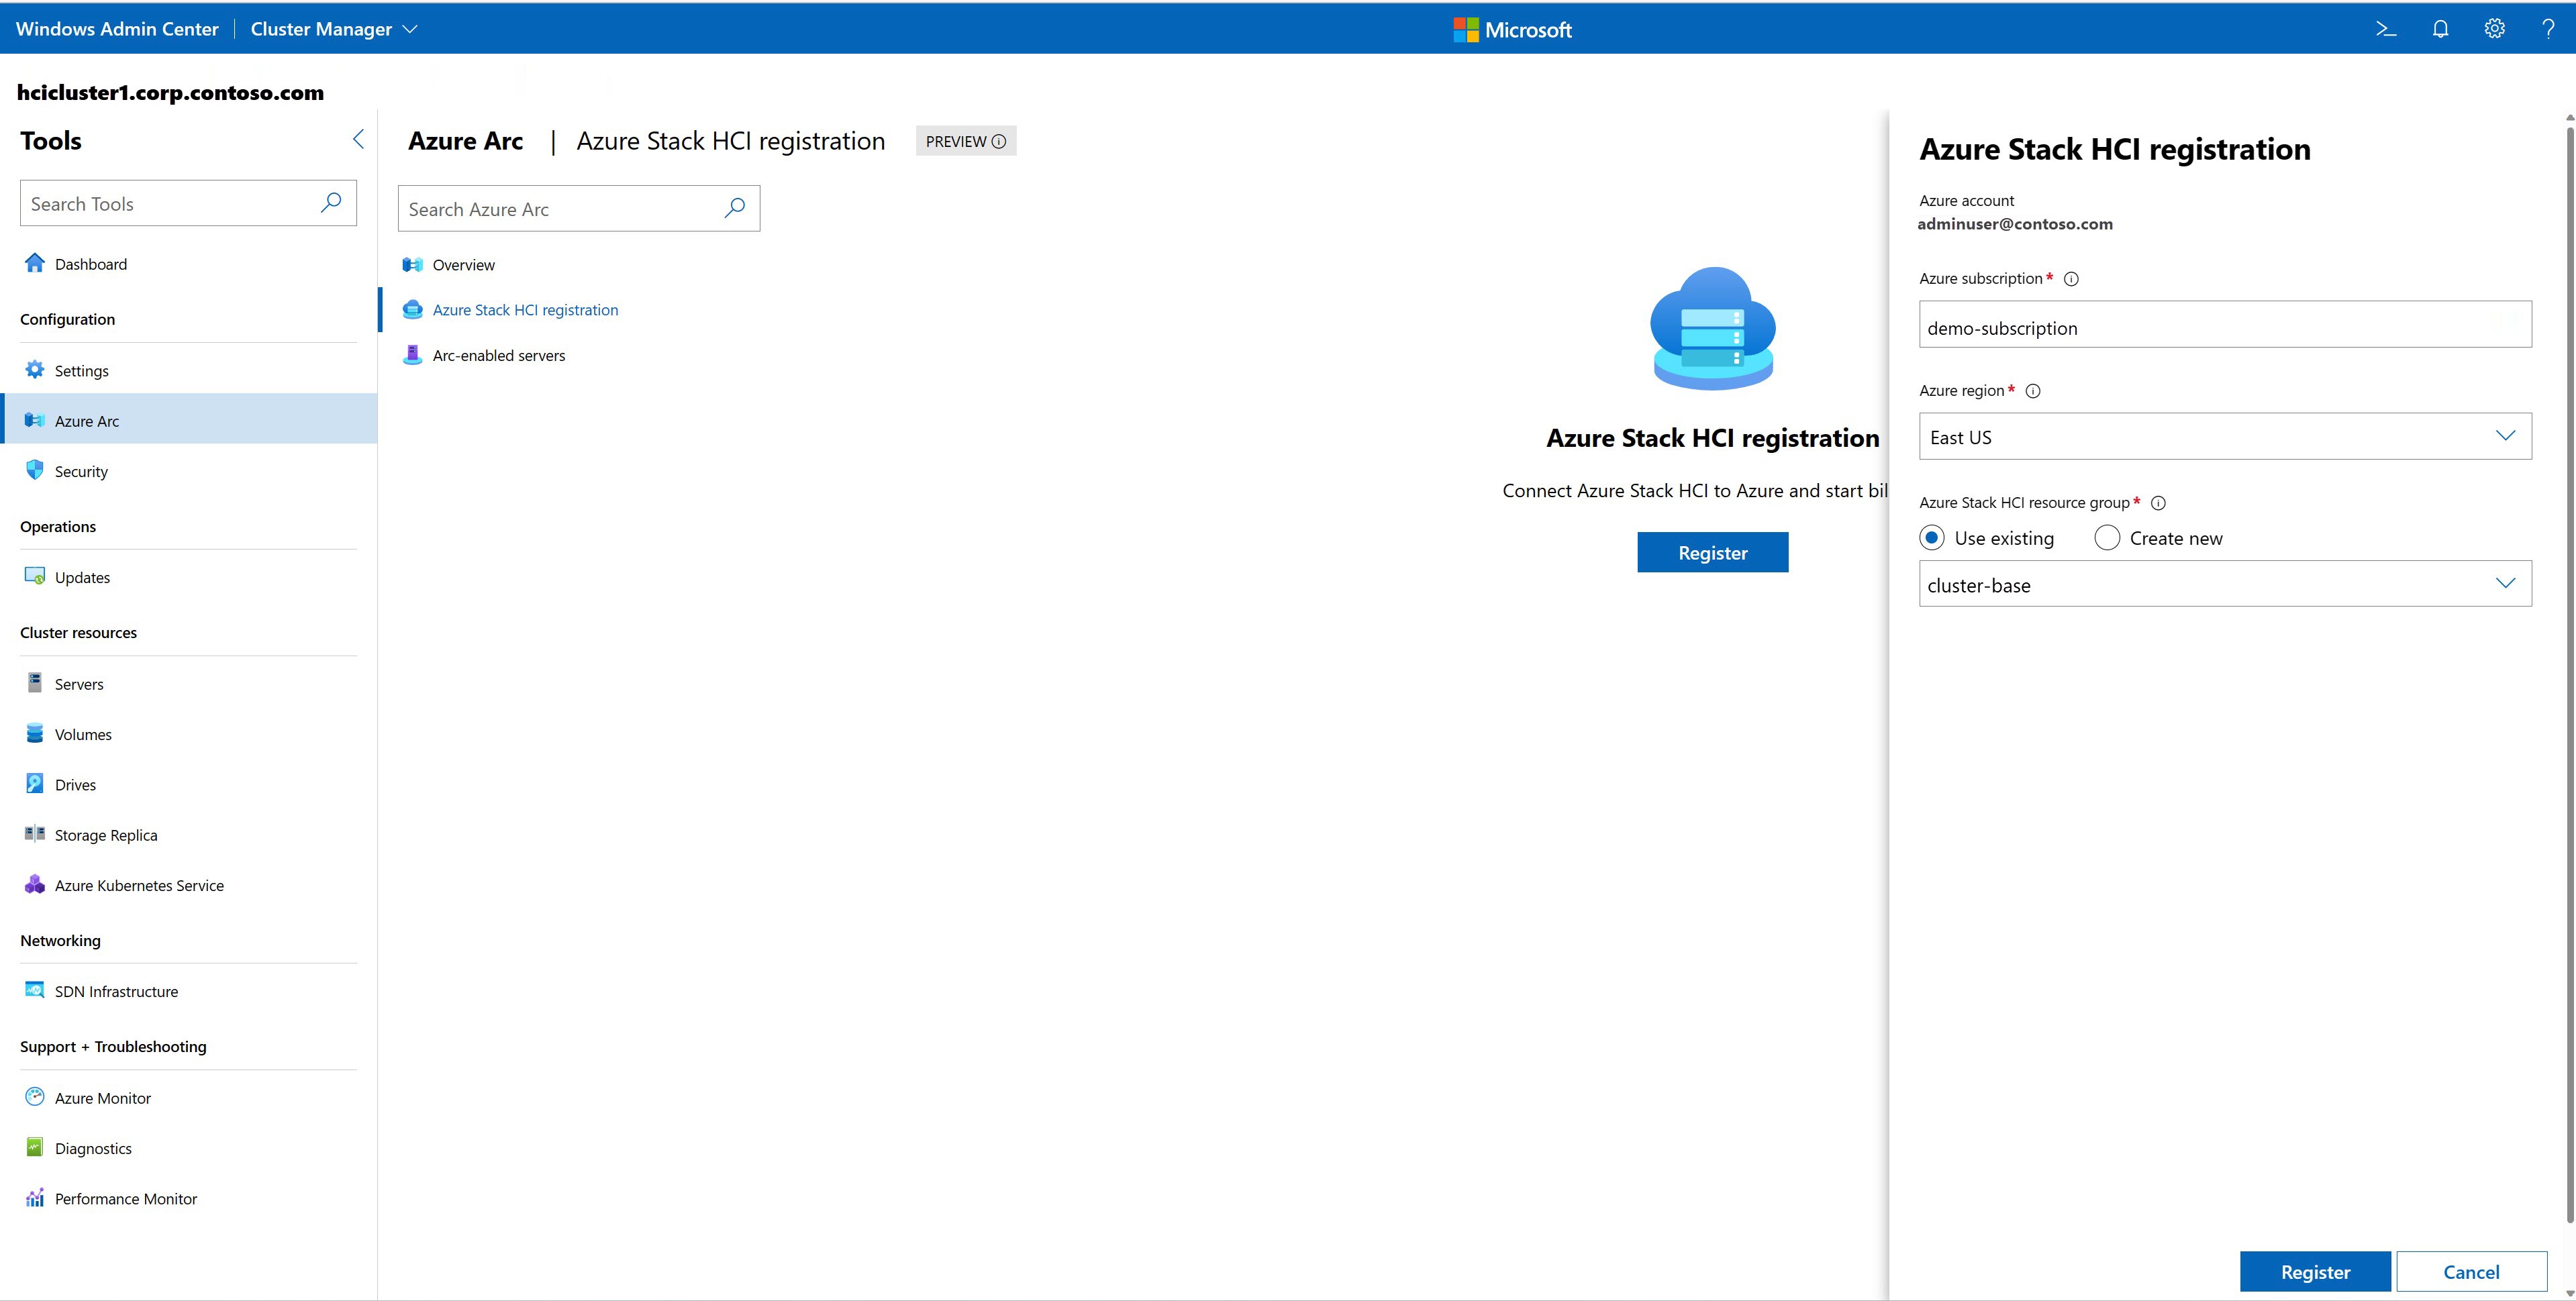 Windows Admin Center | Cluster Manager
Microsoft
hcicluster1.corp.contoso.com
Tools
Search Tools
Dashboard
Configuration
Settings
Azure Arc
Security
Operations
Updates
Cluster resources
Servers
Volumes
Drives
Storage Replica
Azure Kubernetes Service
Networking
SDN Infrastructure
Support + Troubleshooting
Azure Monitor
Diagnostics
Performance Monitor
Azure Arc | Azure Stack HCI registration PREVIEW
Search Azure Arc
Overview
Azure Stack HCI registration
Arc-enabled servers
Azure Stack HCI registration
Connect Azure Stack HCI to Azure and start bil
Register
Azure Stack HCI registration
Azure account
adminuser@contoso.com
Azure subscription*
demo-subscription
Azure region*
East US
Azure Stack HCI resource group*
Use existing Create new
cluster-base
Register Cancel